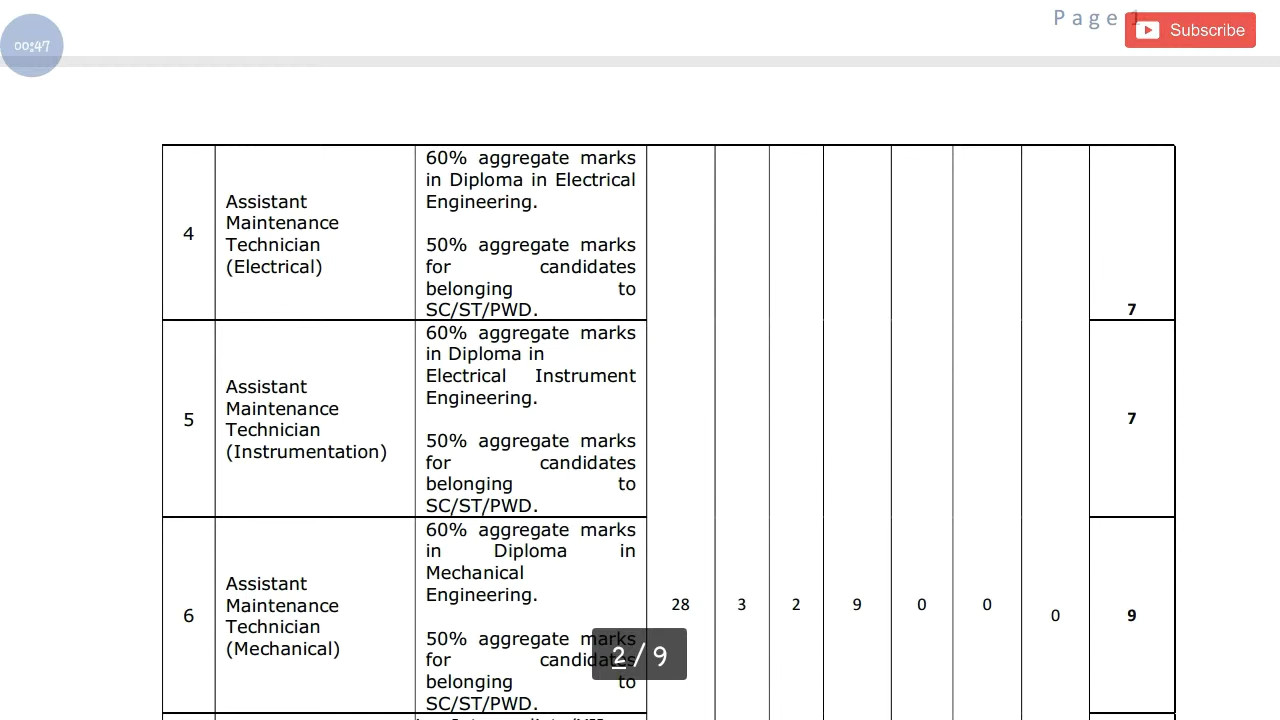 Page 1
Subscribe
00:47
4
Assistant
Maintenance
Technician
(Electrical)
60% aggregate marks
in Diploma in Electrical
Engineering.
50% aggregate marks
for candidates
belonging to
SC/ST/PWD.
7
5
Assistant
Maintenance
Technician
(Instrumentation)
60% aggregate marks
in Diploma in
Electrical Instrument
Engineering.
50% aggregate marks
for candidates
belonging to
SC/ST/PWD.
7
6
Assistant
Maintenance
Technician
(Mechanical)
60% aggregate marks
in Diploma in
Mechanical
Engineering.
50% aggregate marks
for candidates
belonging to
SC/ST/PWD.
28 3 2 9 0 0 0
9
2/9